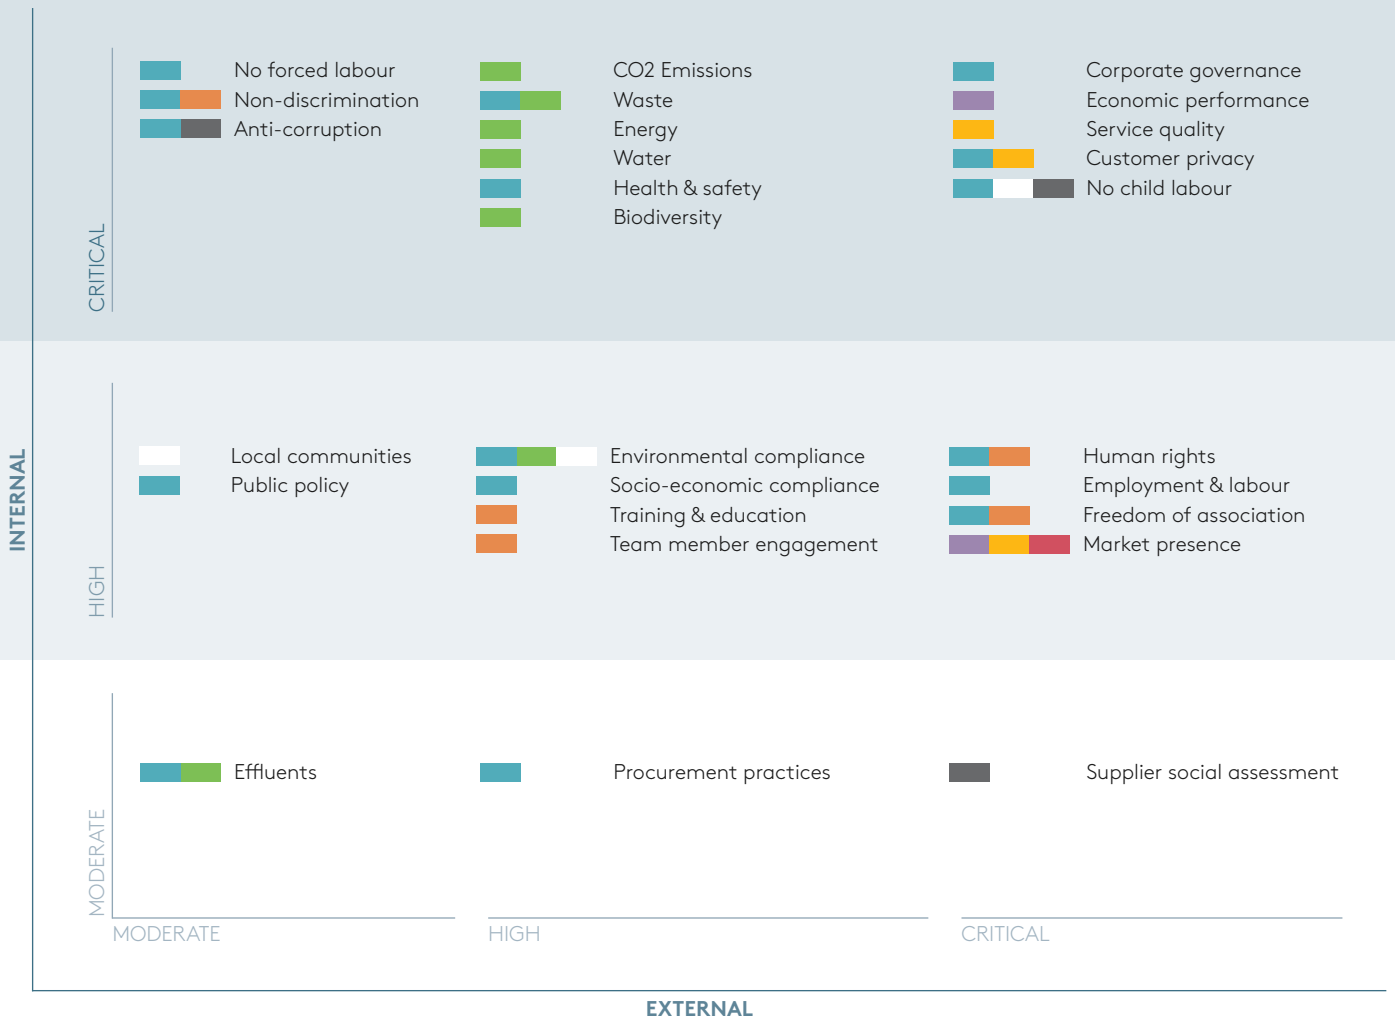 INTERNAL
CRITICAL
No forced labour
Non-discrimination
Anti-corruption
CO2 Emissions
Waste
Energy
Water
Health & safety
Biodiversity
Corporate governance
Economic performance
Service quality
Customer privacy
No child labour
HIGH
Local communities
Public policy
Environmental compliance
Socio-economic compliance
Training & education
Team member engagement
Human rights
Employment & labour
Freedom of association
Market presence
MODERATE
Effluents
Procurement practices
Supplier social assessment
MODERATE
HIGH
CRITICAL
EXTERNAL